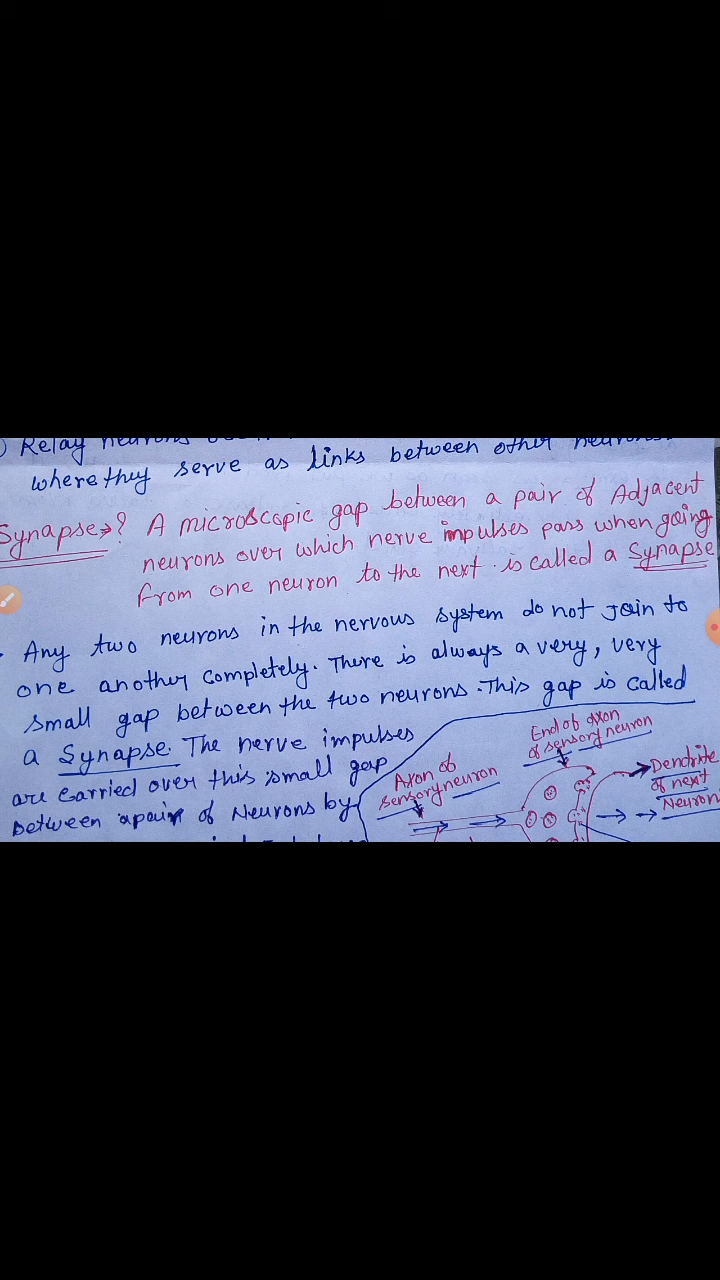 Relay neurons
where they serve as links between other neurons.
Synapse→? A microscopic gap between a pair of Adjacent
neurons over which nerve impulses pass when going
from one neuron to the next is called a Synapse
Any two neurons in the nervous system do not join to
one another completely. There is always a very, very
small gap between the two neurons. This gap is called
a Synapse. The nerve impulses
are carried over this small gap
between a pair of Neurons by
Axon of
sensory neuron
End of axon
of sensory neuron
Dendrite
of next
Neuron